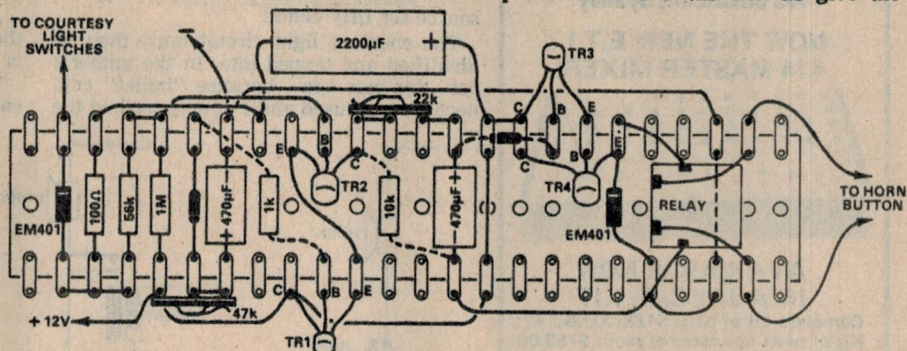 TO COURTESY
LIGHT
SWITCHES
2200µF +
TR3
22k
C B E
E B C
TR2
C B E
TR4
EM401
100Ω
56k
1M
470µF +
1k
10k
470µF +
EM401
RELAY
TO HORN
BUTTON
C B E
+ 12V
47k
TR1